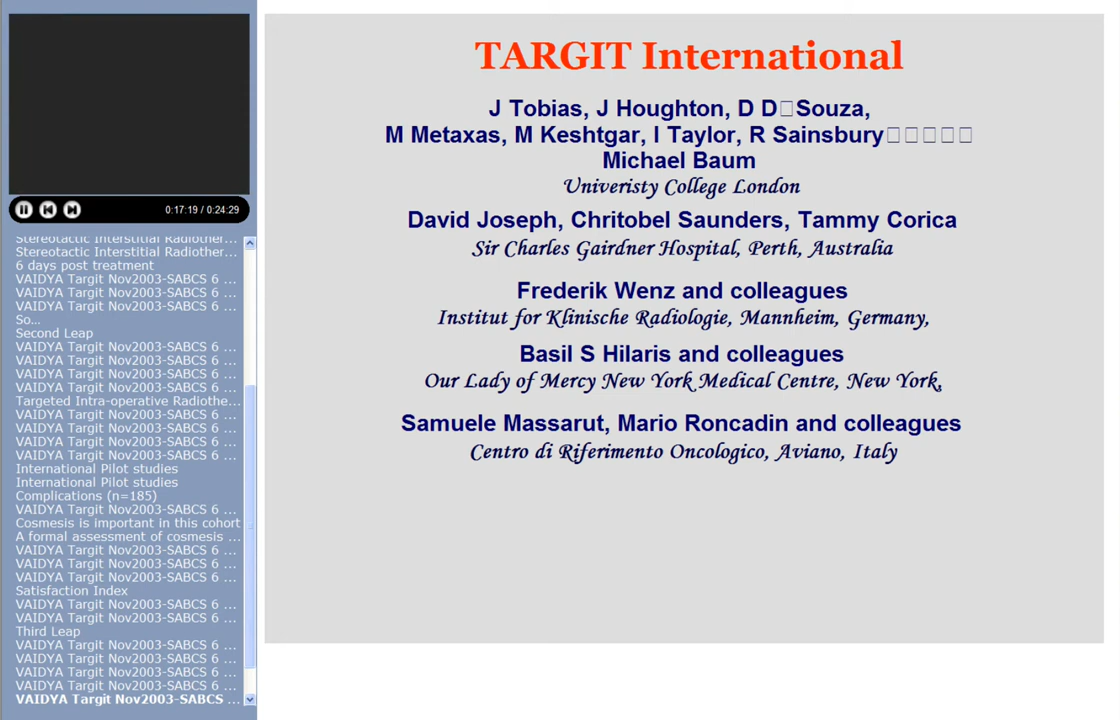 0:17:19 / 0:24:29
Stereotactic Interstitial Radiother...
Stereotactic Interstitial Radiother...
6 days post treatment
VAIDYA Targit Nov2003-SABCS 6 ...
VAIDYA Targit Nov2003-SABCS 6 ...
VAIDYA Targit Nov2003-SABCS 6 ...
So...
Second Leap
VAIDYA Targit Nov2003-SABCS 6 ...
VAIDYA Targit Nov2003-SABCS 6 ...
VAIDYA Targit Nov2003-SABCS 6 ...
VAIDYA Targit Nov2003-SABCS 6 ...
Targeted Intra-operative Radiothe...
VAIDYA Targit Nov2003-SABCS 6 ...
VAIDYA Targit Nov2003-SABCS 6 ...
VAIDYA Targit Nov2003-SABCS 6 ...
VAIDYA Targit Nov2003-SABCS 6 ...
International Pilot studies
International Pilot studies
Complications (n=185)
VAIDYA Targit Nov2003-SABCS 6 ...
Cosmesis is important in this cohort
A formal assessment of cosmesis ...
VAIDYA Targit Nov2003-SABCS 6 ...
VAIDYA Targit Nov2003-SABCS 6 ...
VAIDYA Targit Nov2003-SABCS 6 ...
Satisfaction Index
VAIDYA Targit Nov2003-SABCS 6 ...
VAIDYA Targit Nov2003-SABCS 6 ...
Third Leap
VAIDYA Targit Nov2003-SABCS 6 ...
VAIDYA Targit Nov2003-SABCS 6 ...
VAIDYA Targit Nov2003-SABCS 6 ...
VAIDYA Targit Nov2003-SABCS 6 ...
VAIDYA Targit Nov2003-SABCS ...
TARGIT International
J Tobias, J Houghton, D D□Souza,
M Metaxas, M Keshtgar, I Taylor, R Sainsbury□□□□□
Michael Baum
Univeristy College London
David Joseph, Chritobel Saunders, Tammy Corica
Sir Charles Gairdner Hospital, Perth, Australia
Frederik Wenz and colleagues
Institut for Klinische Radiologie, Mannheim, Germany,
Basil S Hilaris and colleagues
Our Lady of Mercy New York Medical Centre, New York,
Samuele Massarut, Mario Roncadin and colleagues
Centro di Riferimento Oncologico, Aviano, Italy